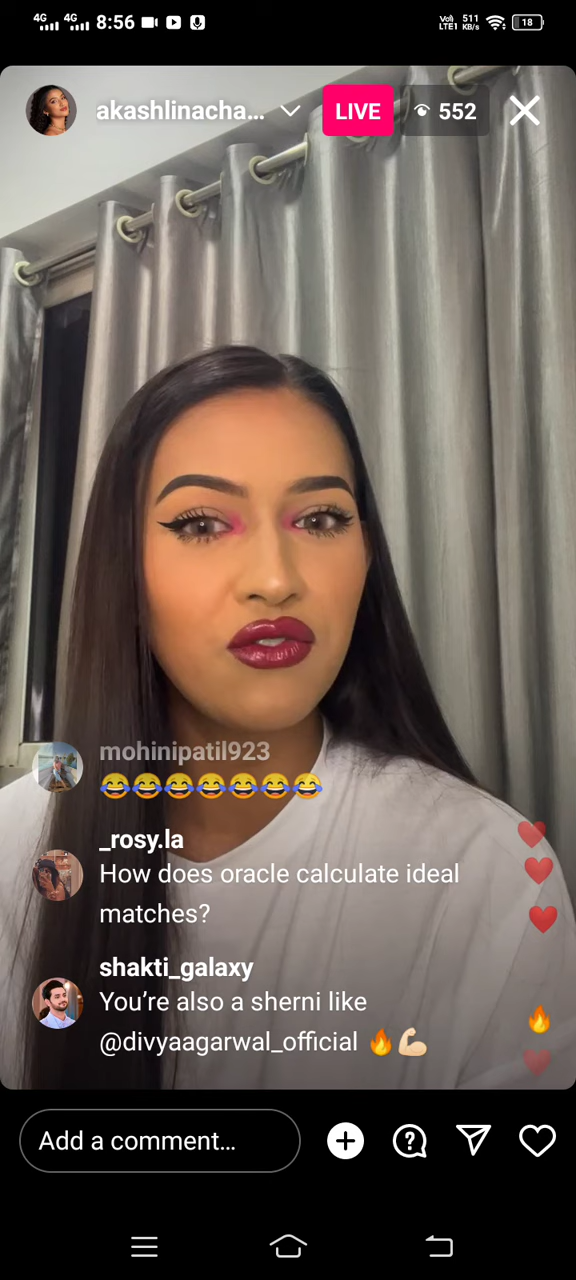 4G 4G 8:56 VoLTE1 511 KB/s 18
akashlinacha... LIVE 552
mohinipatil923
😂😂😂😂😂😂😂
_rosy.la
How does oracle calculate ideal
matches?
shakti_galaxy
You’re also a sherni like
@divyaagarwal_official 🔥💪🏻
Add a comment...